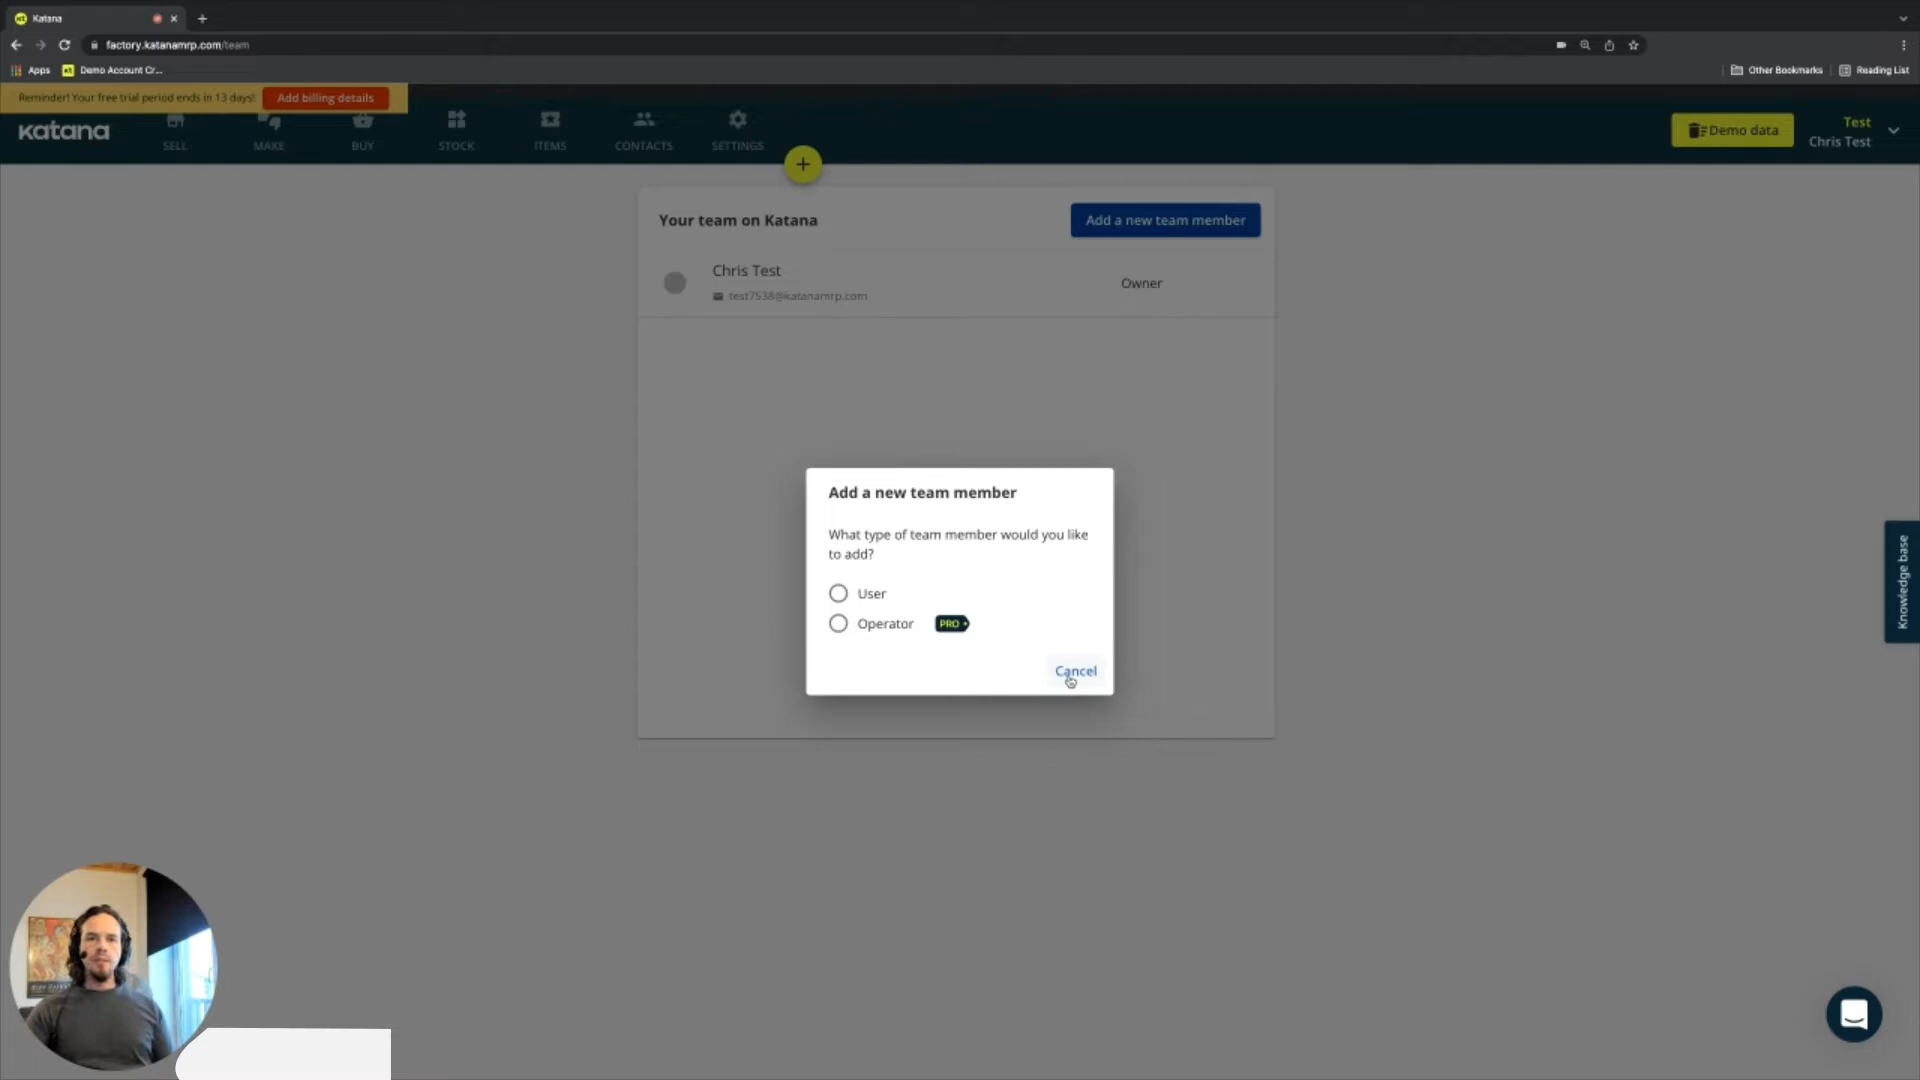 Katana
factory.katanamrp.com/team
Apps
Demo Account Cr...
Other Bookmarks
Reading List
Reminder! Your free trial period ends in 13 days!
Add billing details
katana
SELL
MAKE
BUY
STOCK
ITEMS
CONTACTS
SETTINGS
+
Demo data
Test
Chris Test
Your team on Katana
Add a new team member
Chris Test
test7538@katanamrp.com
Owner
Add a new team member
What type of team member would you like
to add?
User
Operator
PRO
Cancel
Knowledge base